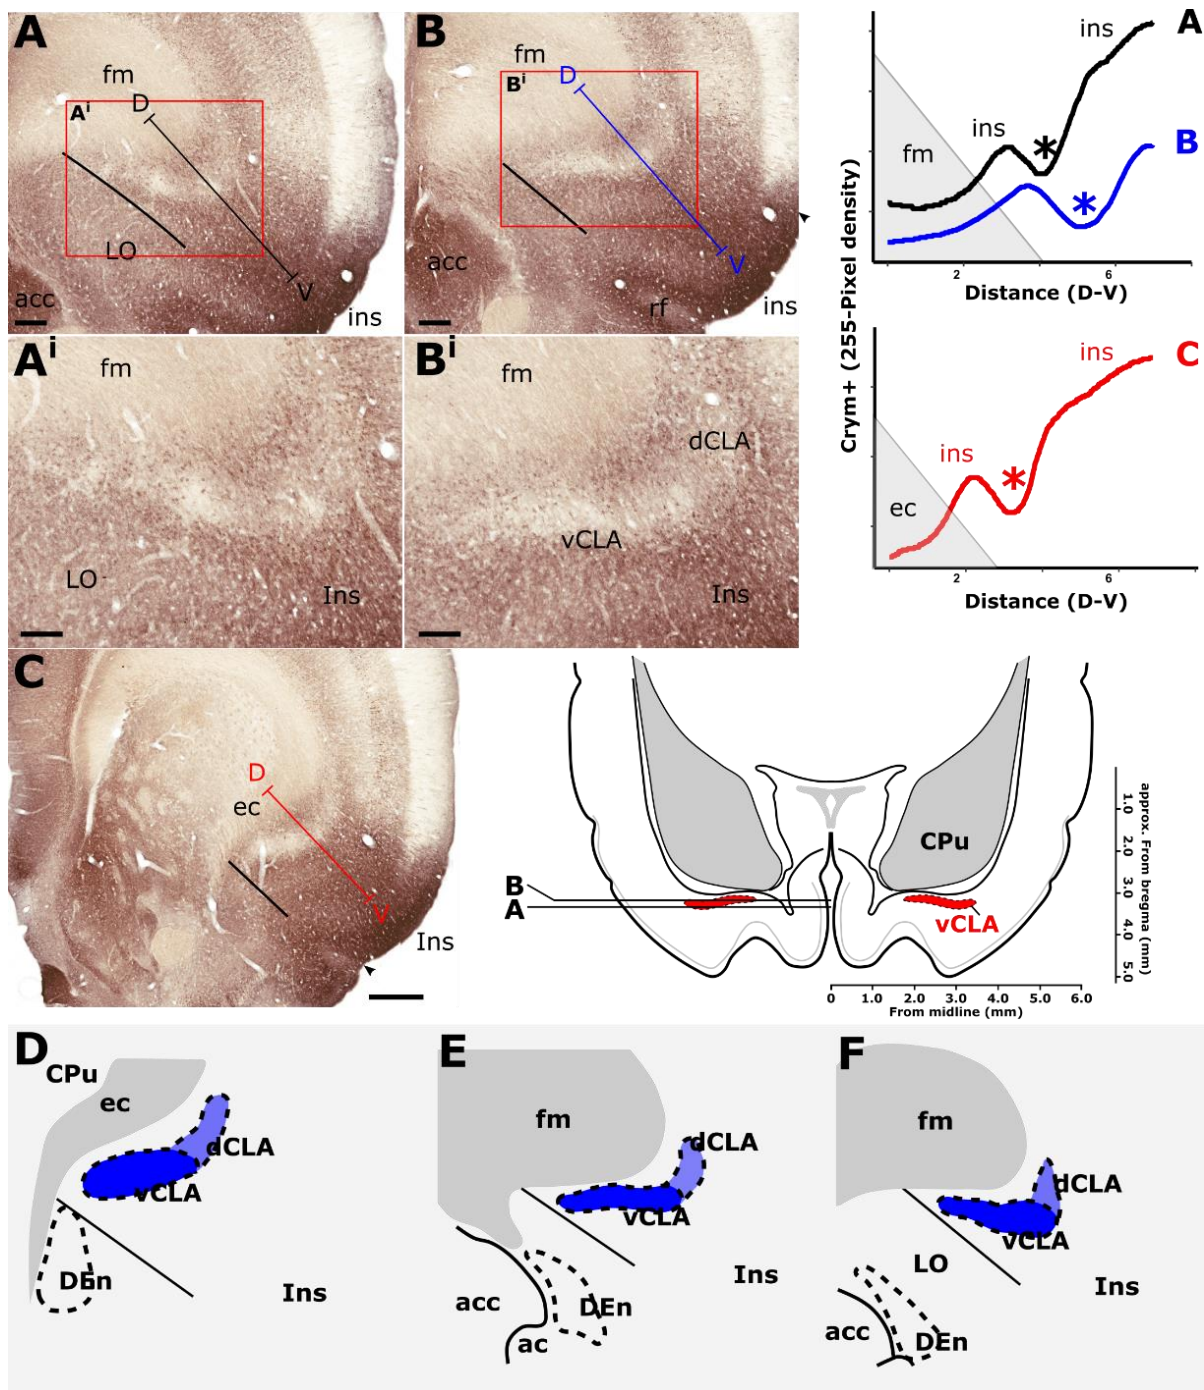 A
fm
D
Aⁱ
LO
acc
V
ins
B
fm
D
Bⁱ
acc
V
rf
ins
Crym+ (255-Pixel density)
A
ins
ins
*
fm
B
*
2
6
Distance (D-V)
Aⁱ
fm
LO
Ins
Bⁱ
fm
dCLA
vCLA
Ins
C
ins
ins
*
ec
2
6
Distance (D-V)
C
D
ec
V
Ins
CPu
B
A
vCLA
1.0
2.0
3.0
4.0
5.0
approx. From bregma (mm)
0 1.0 2.0 3.0 4.0 5.0 6.0
From midline (mm)
D
CPu
ec
dCLA
vCLA
DEn
Ins
E
fm
dCLA
vCLA
Ins
acc
DEn
ac
F
fm
dCLA
vCLA
LO
Ins
acc
DEn